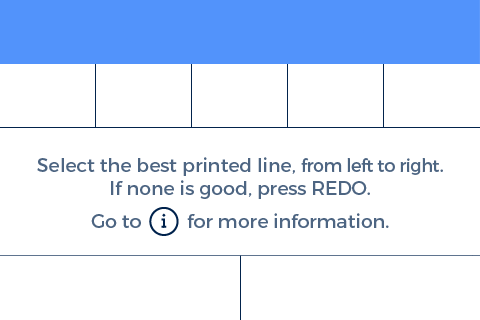 Select the best printed line, from left to right.
If none is good, press REDO.
Go to i for more information.